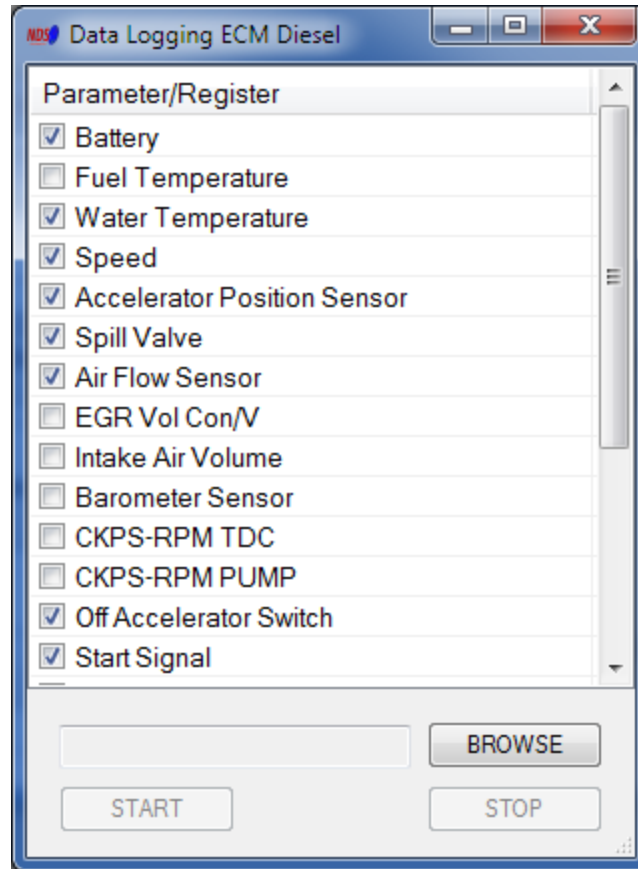 NDS Data Logging ECM Diesel
Parameter/Register
Battery
Fuel Temperature
Water Temperature
Speed
Accelerator Position Sensor
Spill Valve
Air Flow Sensor
EGR Vol Con/V
Intake Air Volume
Barometer Sensor
CKPS-RPM TDC
CKPS-RPM PUMP
Off Accelerator Switch
Start Signal
BROWSE
START STOP